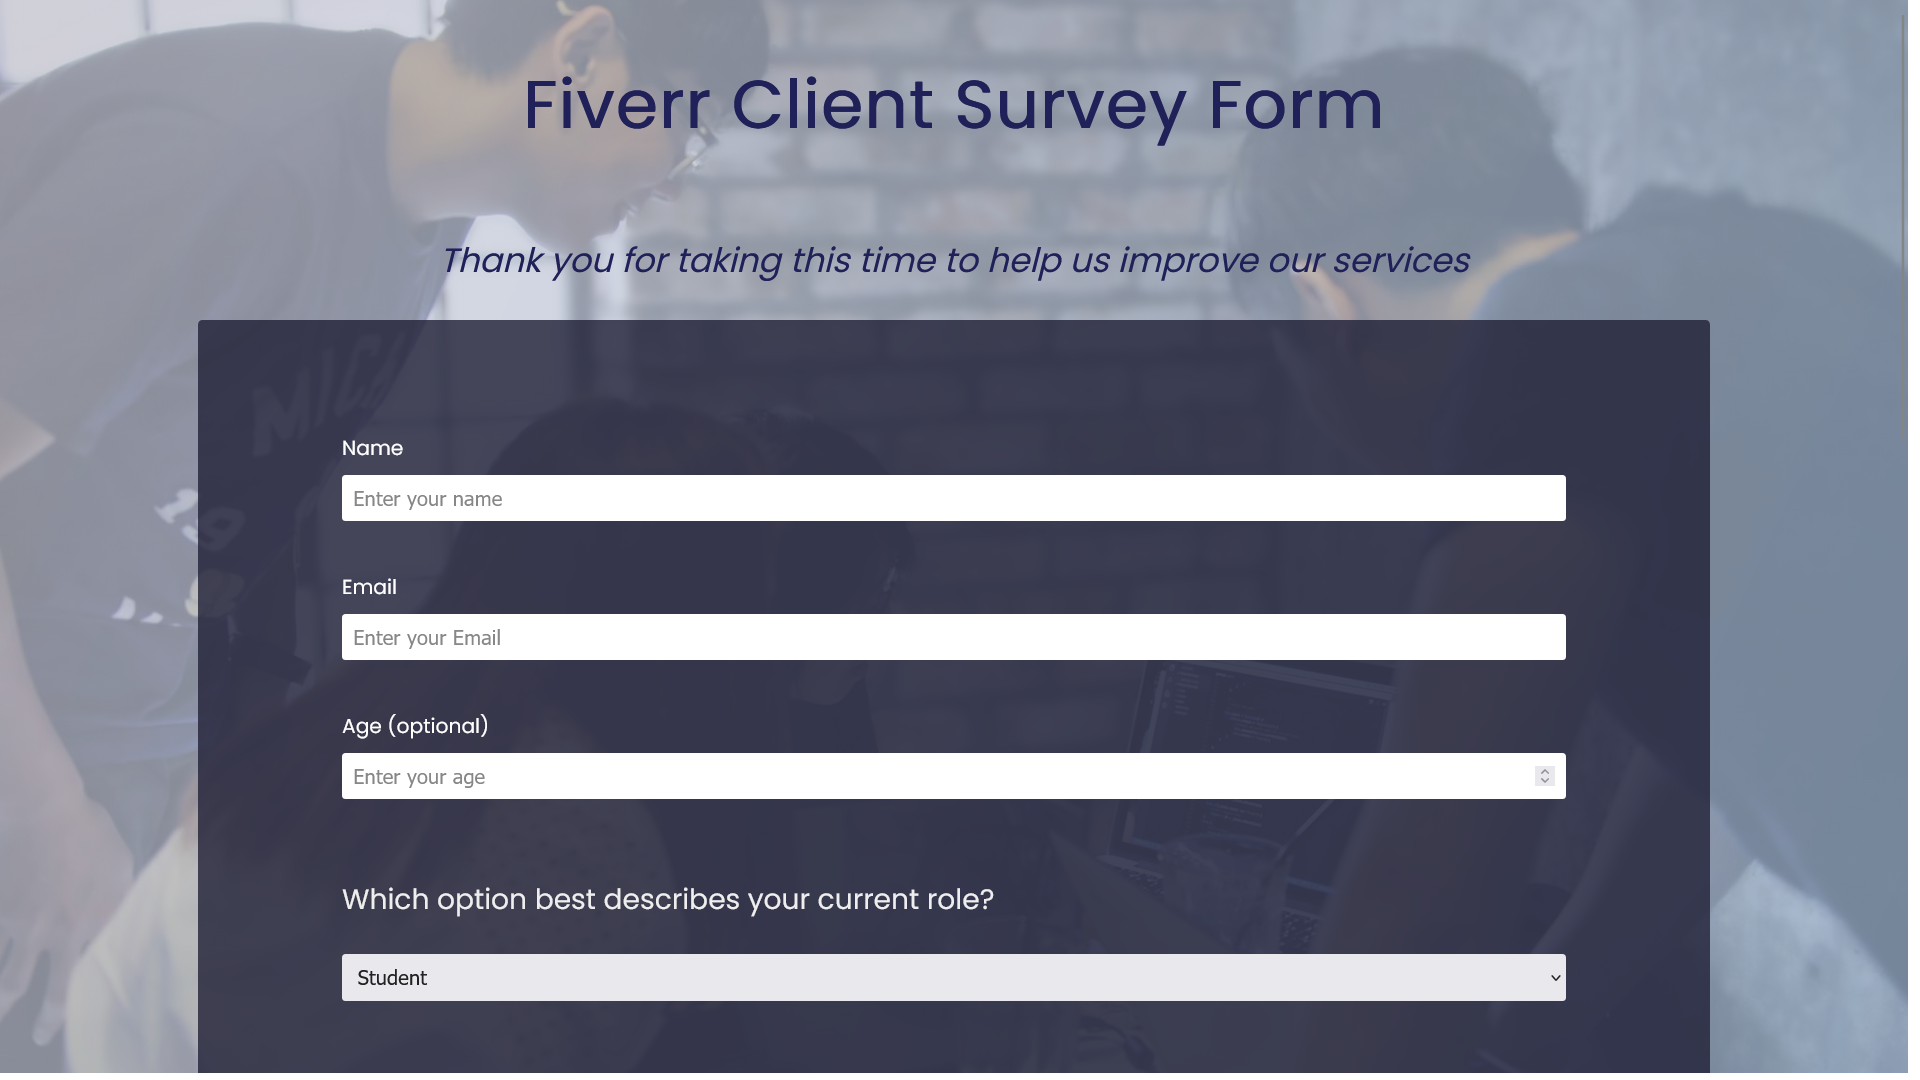 Fiverr Client Survey Form
Thank you for taking this time to help us improve our services
Name
Enter your name
Email
Enter your Email
Age (optional)
Enter your age
Which option best describes your current role?
Student